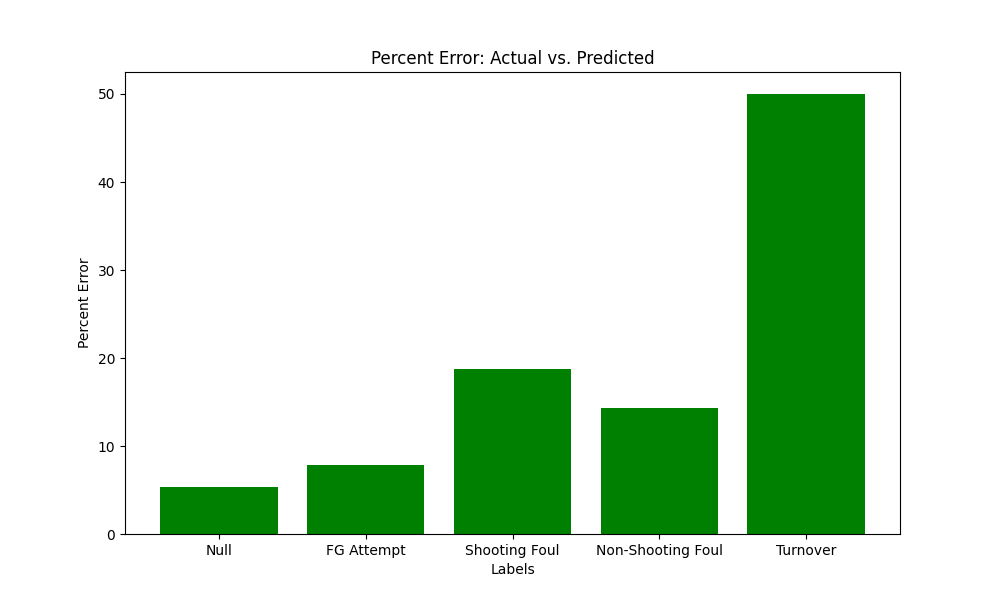 Percent Error: Actual vs. Predicted
Percent Error
50
40
30
20
10
0
Null
FG Attempt
Shooting Foul
Non-Shooting Foul
Turnover
Labels